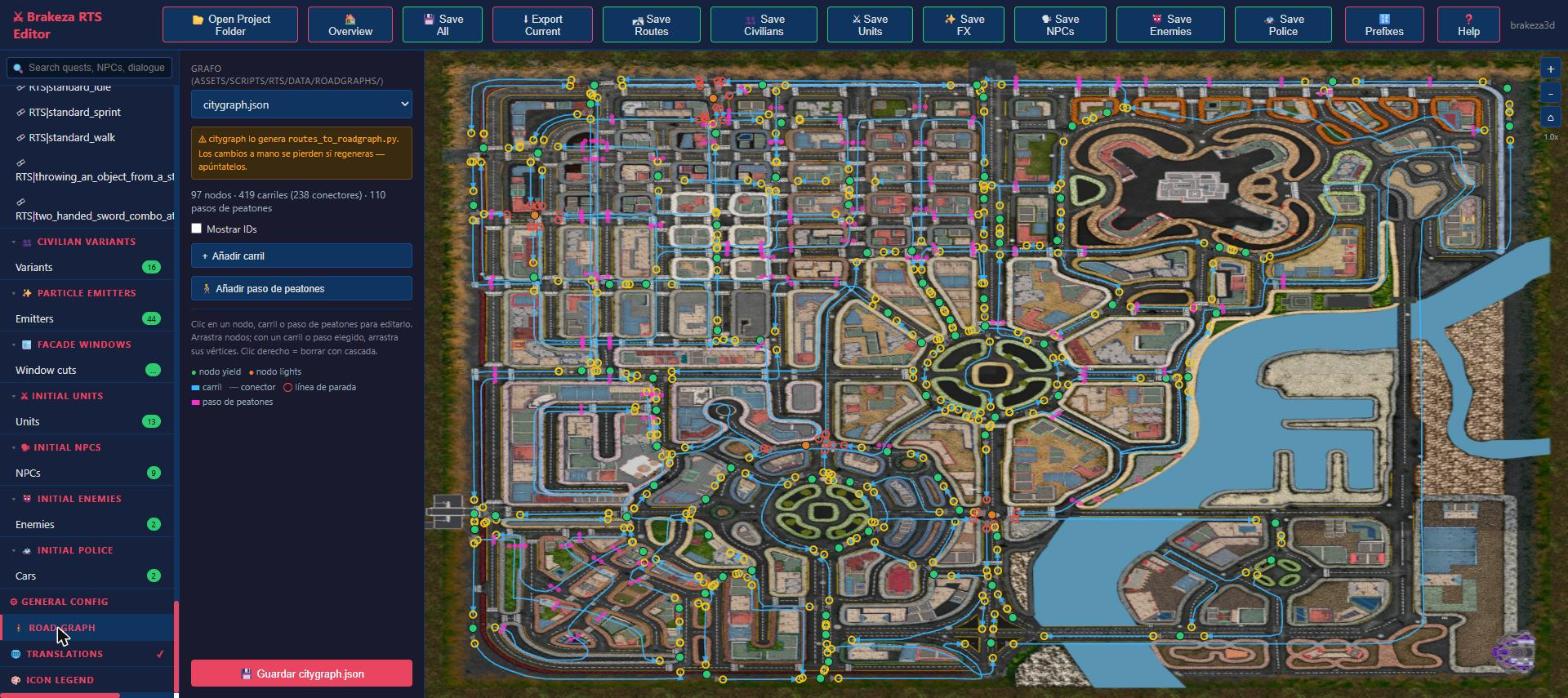 Brakeza RTS
Editor
Open Project
Folder
Overview
Save
All
Export
Current
Save
Routes
Save
Civilians
Save
Units
Save
FX
Save
NPCs
Save
Enemies
Save
Police
Prefixes
Help
brakeza3d
Search quests, NPCs, dialogue
RTS|standard_idle
RTS|standard_sprint
RTS|standard_walk
RTS|throwing_an_object_from_a_st
RTS|two_handed_sword_combo_at
CIVILIAN VARIANTS
Variants 16
PARTICLE EMITTERS
Emitters 44
FACADE WINDOWS
Window cuts ...
INITIAL UNITS
Units 13
INITIAL NPCS
NPCs 9
INITIAL ENEMIES
Enemies 2
INITIAL POLICE
Cars 2
GENERAL CONFIG
ROAD GRAPH
TRANSLATIONS
ICON LEGEND
GRAFO
(ASSETS/SCRIPTS/RTS/DATA/ROADGRAPHS/)
citygraph.json
⚠ citygraph lo genera routes_to_roadgraph.py.
Los cambios a mano se pierden si regeneras —
apúntatelos.
97 nodos · 419 carriles (238 conectores) · 110
pasos de peatones
Mostrar IDs
+ Añadir carril
Añadir paso de peatones
Clic en un nodo, carril o paso de peatones para editarlo.
Arrastra nodos; con un carril o paso elegido, arrastra
sus vértices. Clic derecho = borrar con cascada.
● nodo yield ● nodo lights
carril — conector línea de parada
paso de peatones
Guardar citygraph.json
+
-
⌂
1.0x